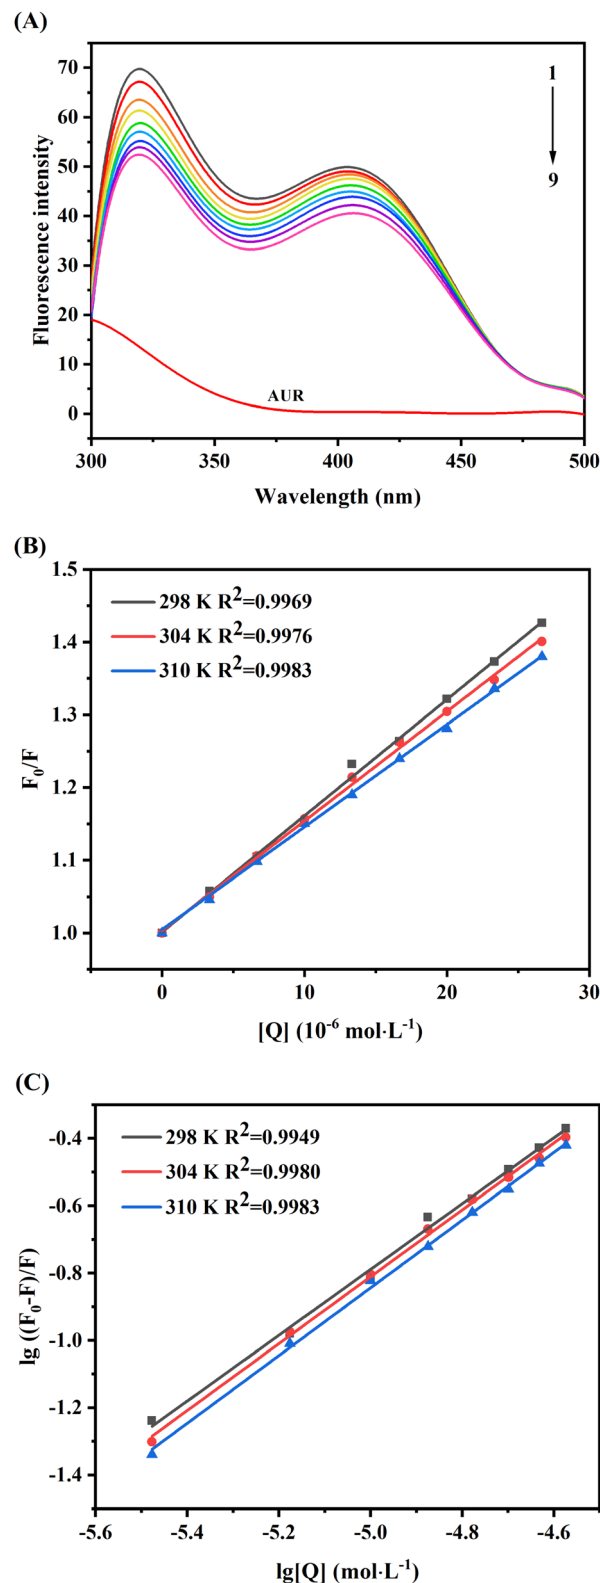 (A)
70
60
50
40
30
20
10
0
Fluorescence intensity
1
9
AUR
300
350
400
450
500
Wavelength (nm)
(B)
1.5
1.4
1.3
1.2
1.1
1.0
F₀/F
298 K R²=0.9969
304 K R²=0.9976
310 K R²=0.9983
0
10
20
30
[Q] (10⁻⁶ mol·L⁻¹)
(C)
-0.4
-0.6
-0.8
-1.0
-1.2
-1.4
lg ((F₀-F)/F)
298 K R²=0.9949
304 K R²=0.9980
310 K R²=0.9983
-5.6
-5.4
-5.2
-5.0
-4.8
-4.6
lg[Q] (mol·L⁻¹)